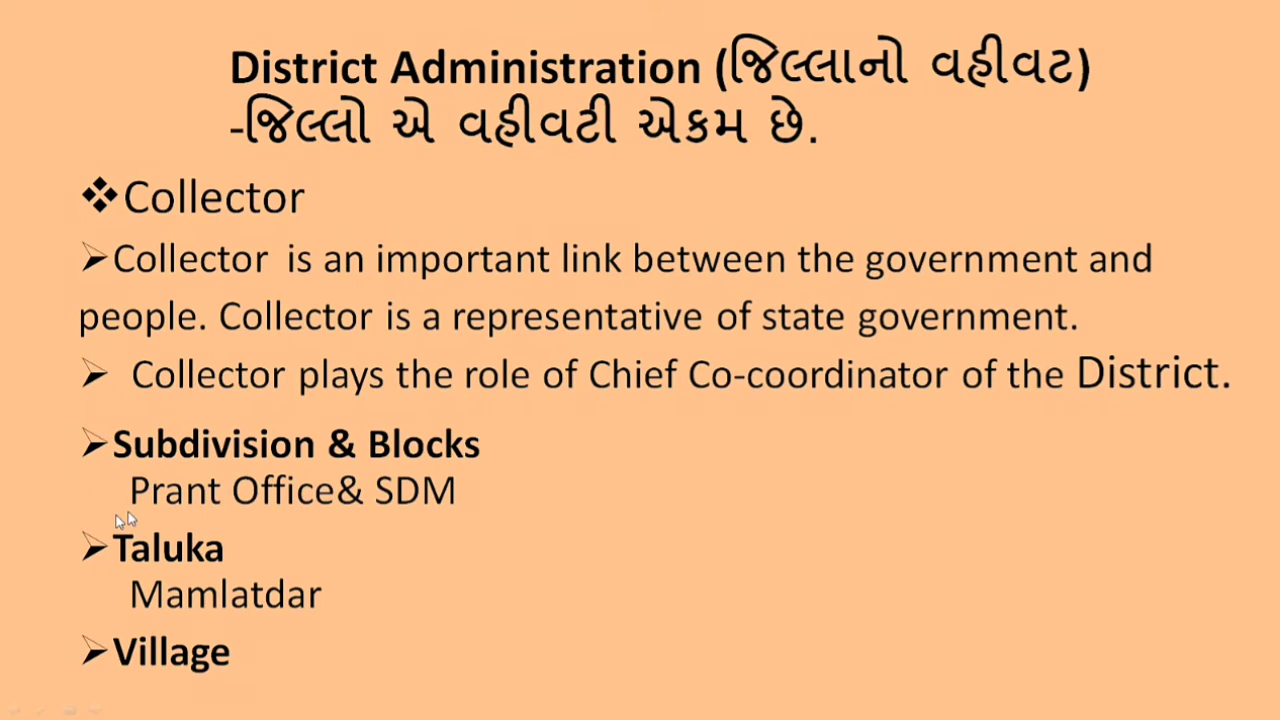 District Administration (જિલ્લાનો વહીવટ)
-જિલ્લો એ વહીવટી એકમ છે.
❖Collector
➢Collector is an important link between the government and
people. Collector is a representative of state government.
➢ Collector plays the role of Chief Co-coordinator of the District.
➢Subdivision & Blocks
Prant Office& SDM
➢Taluka
Mamlatdar
➢Village